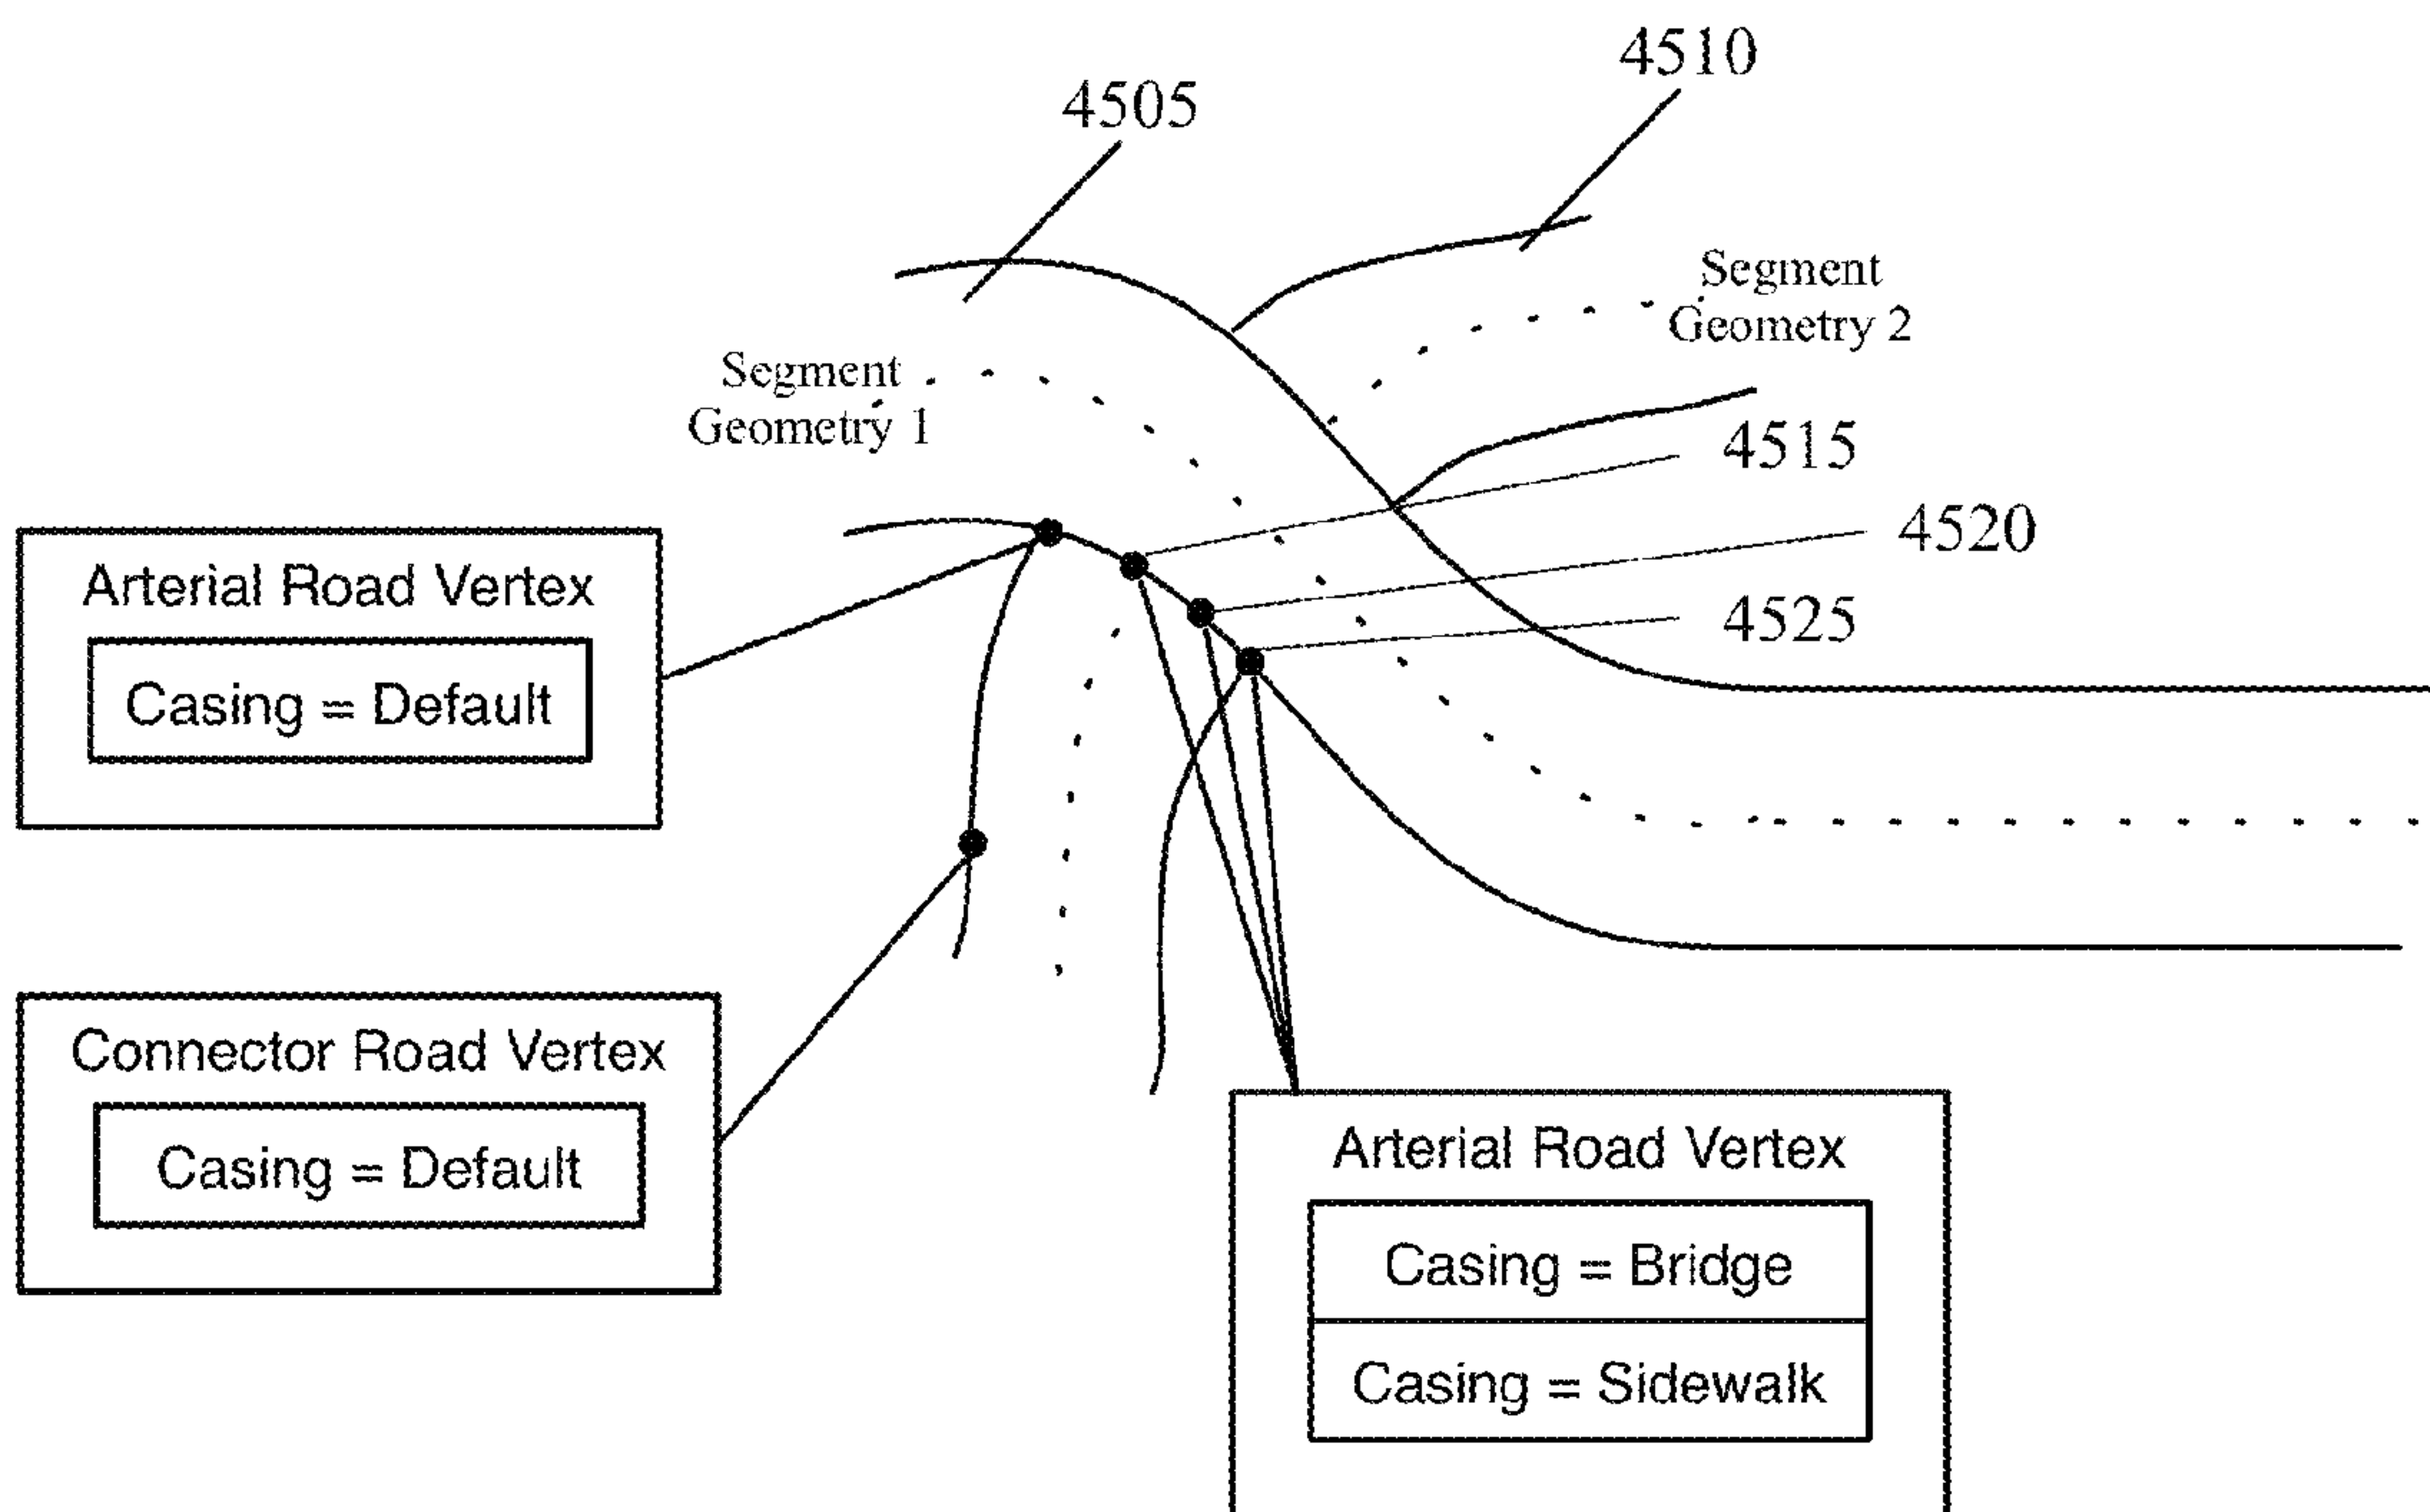 4510
4505
Segment
Geometry 2
Segment
Geometry 1
4515
4520
4525
Arterial Road Vertex
Casing = Default
Connector Road Vertex
Casing = Default
Arterial Road Vertex
Casing = Bridge
Casing = Sidewalk